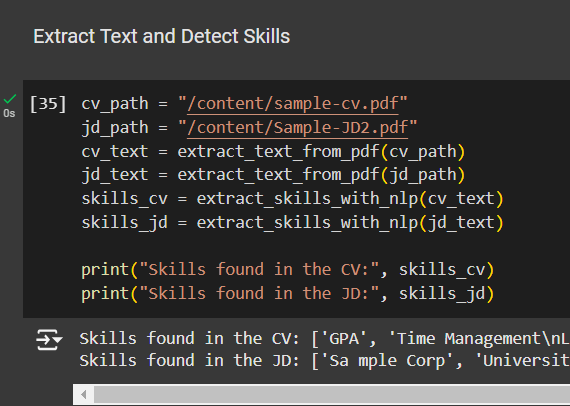 Extract Text and Detect Skills
[35] cv_path = "/content/sample-cv.pdf"
0s
jd_path = "/content/Sample-JD2.pdf"
cv_text = extract_text_from_pdf(cv_path)
jd_text = extract_text_from_pdf(jd_path)
skills_cv = extract_skills_with_nlp(cv_text)
skills_jd = extract_skills_with_nlp(jd_text)
print("Skills found in the CV:", skills_cv)
print("Skills found in the JD:", skills_jd)
Skills found in the CV: ['GPA', 'Time Management\nL
Skills found in the JD: ['Sa mple Corp', 'Universit